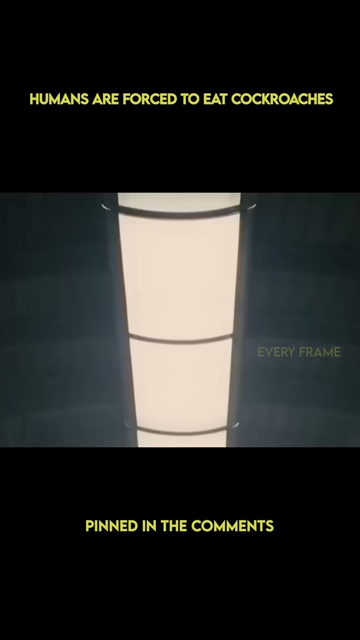 HUMANS ARE FORCED TO EAT COCKROACHES
EVERY FRAME
PINNED IN THE COMMENTS